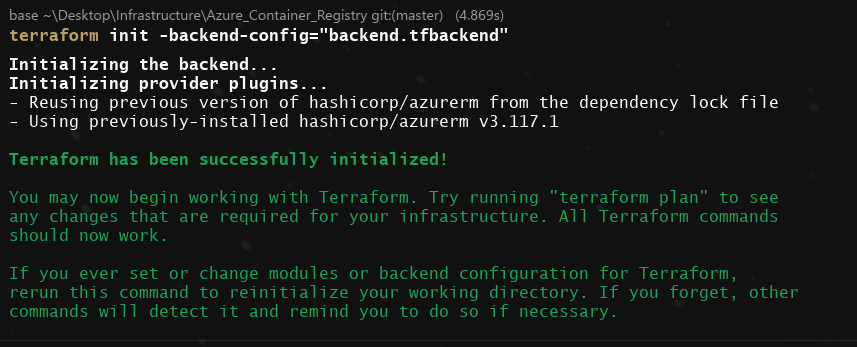 base ~\Desktop\Infrastructure\Azure_Container_Registry git:(master) (4.869s)
terraform init -backend-config="backend.tfbackend"
Initializing the backend...
Initializing provider plugins...
- Reusing previous version of hashicorp/azurerm from the dependency lock file
- Using previously-installed hashicorp/azurerm v3.117.1
Terraform has been successfully initialized!
You may now begin working with Terraform. Try running "terraform plan" to see
any changes that are required for your infrastructure. All Terraform commands
should now work.
If you ever set or change modules or backend configuration for Terraform,
rerun this command to reinitialize your working directory. If you forget, other
commands will detect it and remind you to do so if necessary.